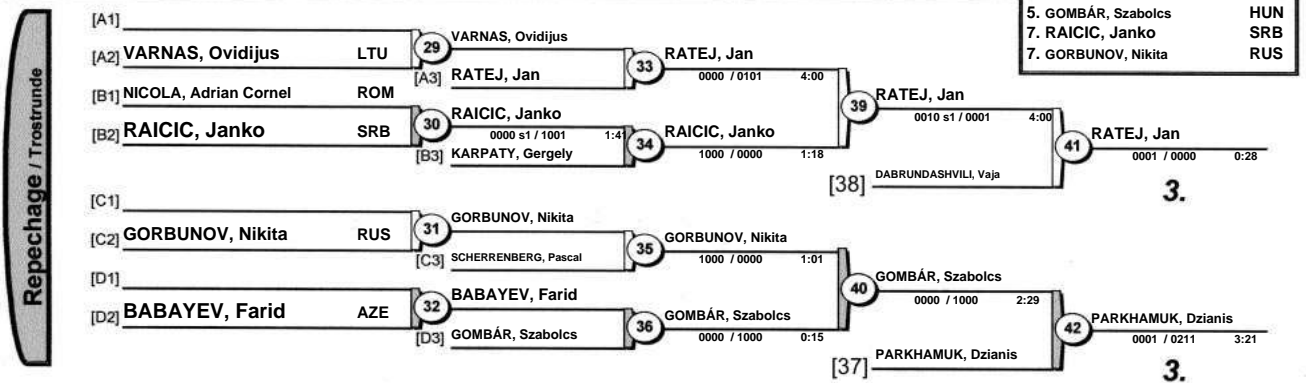 5. GOMBÁR, Szabolcs HUN
7. RAICIC, Janko SRB
7. GORBUNOV, Nikita RUS
Repechage / Trostrunde
[A1]
[A2] VARNAS, Ovidijus LTU
29
VARNAS, Ovidijus
[A3] RATEJ, Jan
33
RATEJ, Jan
0000 / 0101 4:00
[B1] NICOLA, Adrian Cornel ROM
[B2] RAICIC, Janko SRB
30
RAICIC, Janko
0000 s1 / 1001 1:41
[B3] KARPATY, Gergely
34
RAICIC, Janko
1000 / 0000 1:18
39
RATEJ, Jan
0010 s1 / 0001 4:00
[38] DABRUNDASHVILI, Vaja
41
RATEJ, Jan
0001 / 0000 0:28
3.
[C1]
[C2] GORBUNOV, Nikita RUS
31
GORBUNOV, Nikita
[C3] SCHERRENBERG, Pascal
35
GORBUNOV, Nikita
1000 / 0000 1:01
[D1]
[D2] BABAYEV, Farid AZE
32
BABAYEV, Farid
[D3] GOMBÁR, Szabolcs
36
GOMBÁR, Szabolcs
0000 / 1000 0:15
40
GOMBÁR, Szabolcs
0000 / 1000 2:29
[37] PARKHAMUK, Dzianis
42
PARKHAMUK, Dzianis
0001 / 0211 3:21
3.